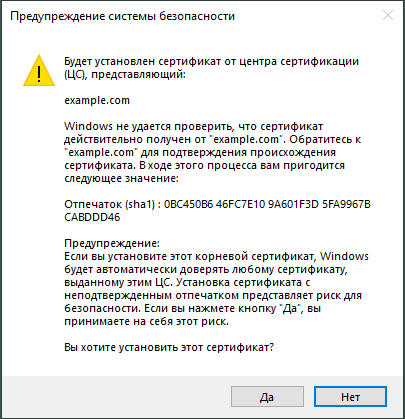 Предупреждение системы безопасности
Будет установлен сертификат от центра сертификации
(ЦС), представляющий:
example.com
Windows не удается проверить, что сертификат
действительно получен от "example.com". Обратитесь к
"example.com" для подтверждения происхождения
сертификата. В ходе этого процесса вам пригодится
следующее значение:
Отпечаток (sha1) : 0BC450B6 46FC7E10 9A601F3D 5FA9967B
CABDDD46
Предупреждение:
Если вы установите этот корневой сертификат, Windows
будет автоматически доверять любому сертификату,
выданному этим ЦС. Установка сертификата с
неподтвержденным отпечатком представляет риск для
безопасности. Если вы нажмете кнопку "Да", вы
принимаете на себя этот риск.
Вы хотите установить этот сертификат?
Да
Нет